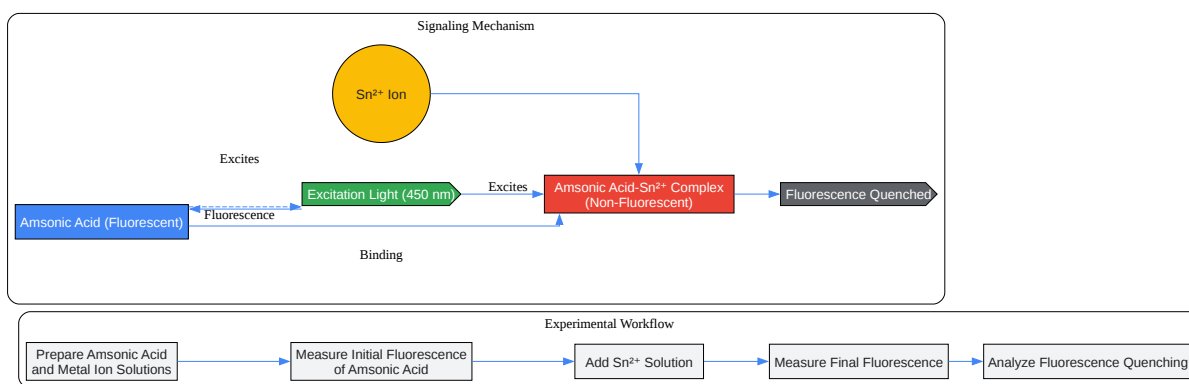 Signaling Mechanism
Sn²⁺ Ion
Excites
Excitation Light (450 nm)
Excites
Amsonic Acid-Sn²⁺ Complex
(Non-Fluorescent)
Fluorescence Quenched
Fluorescence
Amsonic Acid (Fluorescent)
Binding
Experimental Workflow
Prepare Amsonic Acid
and Metal Ion Solutions
Measure Initial Fluorescence
of Amsonic Acid
Add Sn²⁺ Solution
Measure Final Fluorescence
Analyze Fluorescence Quenching